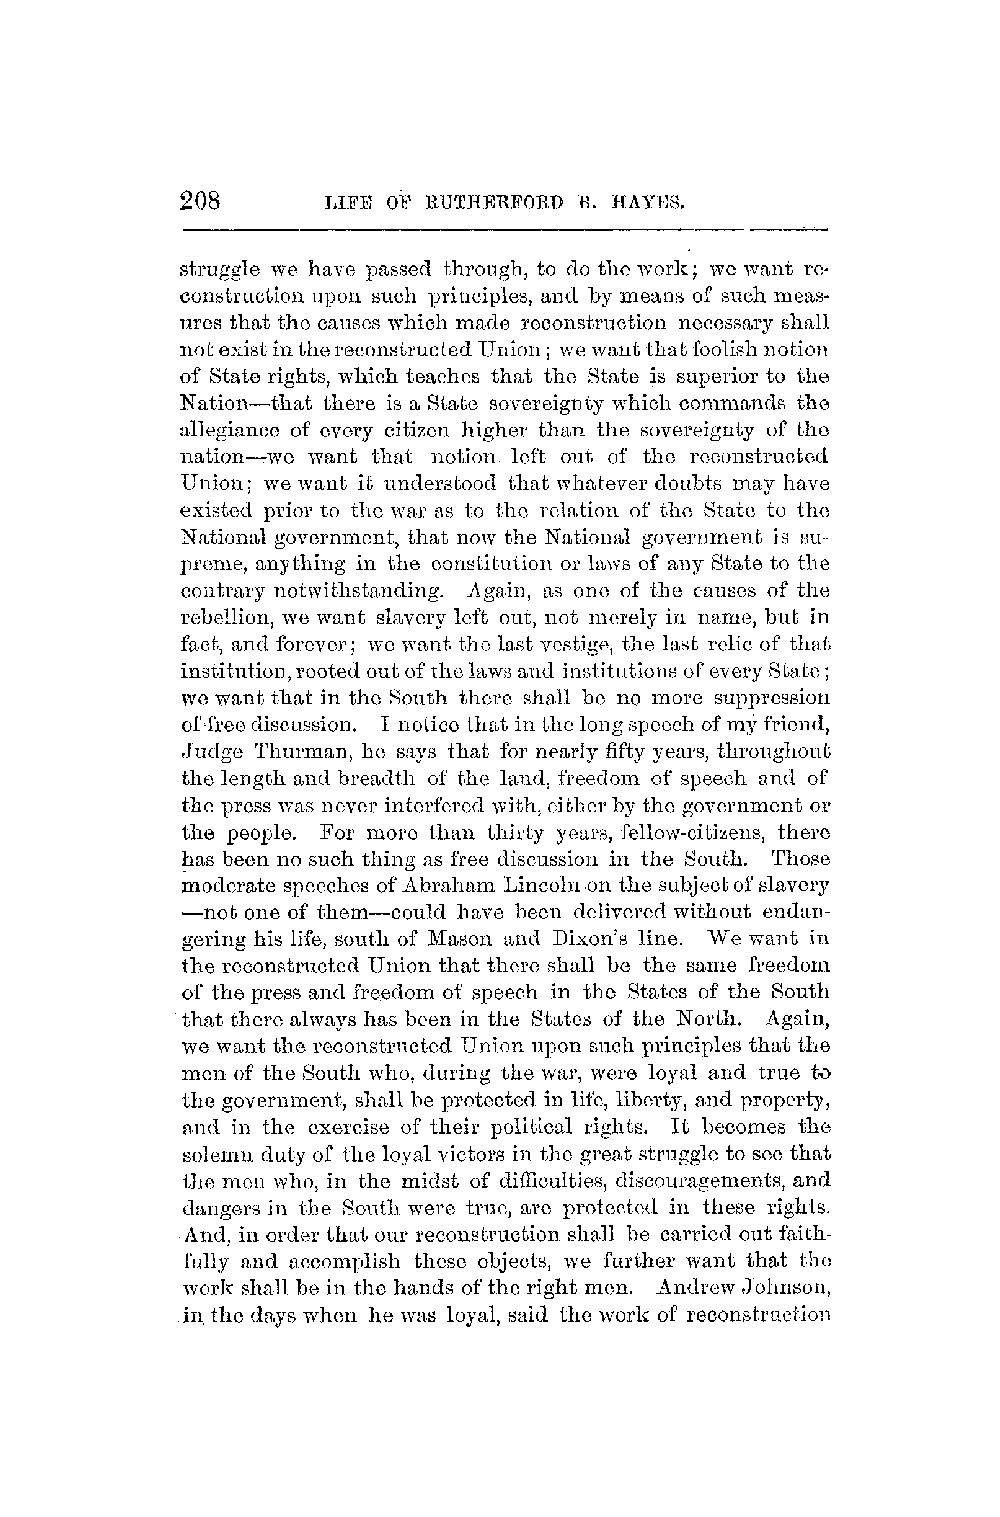 208 LIFE OF RUTHERFORD B. HAYES.
struggle we have passed through, to do the work; we want re-
construction upon such principles, and by means of such meas-
ures that the causes which made reconstruction necessary shall
not exist in the reconstructed Union; we want that foolish notion
of State rights, which teaches that the State is superior to the
Nation—that there is a State sovereignty which commands the
allegiance of every citizen higher than the sovereignty of the
nation—we want that notion left out of the reconstructed
Union; we want it understood that whatever doubts may have
existed prior to the war as to the relation of the State to the
National government, that now the National government is su-
preme, anything in the constitution or laws of any State to the
contrary notwithstanding. Again, as one of the causes of the
rebellion, we want slavery left out, not merely in name, but in
fact, and forever; we want the last vestige, the last relic of that
institution, rooted out of the laws and institutions of every State;
we want that in the South there shall be no more suppression
of free discussion. I notice that in the long speech of my friend,
Judge Thurman, he says that for nearly fifty years, throughout
the length and breadth of the land, freedom of speech and of
the press was never interfered with, either by the government or
the people. For more than thirty years, fellow-citizens, there
has been no such thing as free discussion in the South. Those
moderate speeches of Abraham Lincoln on the subject of slavery
—not one of them—could have been delivered without endan-
gering his life, south of Mason and Dixon's line. We want in
the reconstructed Union that there shall be the same freedom
of the press and freedom of speech in the States of the South
that there always has been in the States of the North. Again,
we want the reconstructed Union upon such principles that the
men of the South who, during the war, were loyal and true to
the government, shall be protected in life, liberty, and property,
and in the exercise of their political rights. It becomes the
solemn duty of the loyal victors in the great struggle to see that
the men who, in the midst of difficulties, discouragements, and
dangers in the South were true, are protected in these rights.
And, in order that our reconstruction shall be carried out faith-
fully and accomplish these objects, we further want that the
work shall be in the hands of the right men. Andrew Johnson,
in the days when he was loyal, said the work of reconstruction